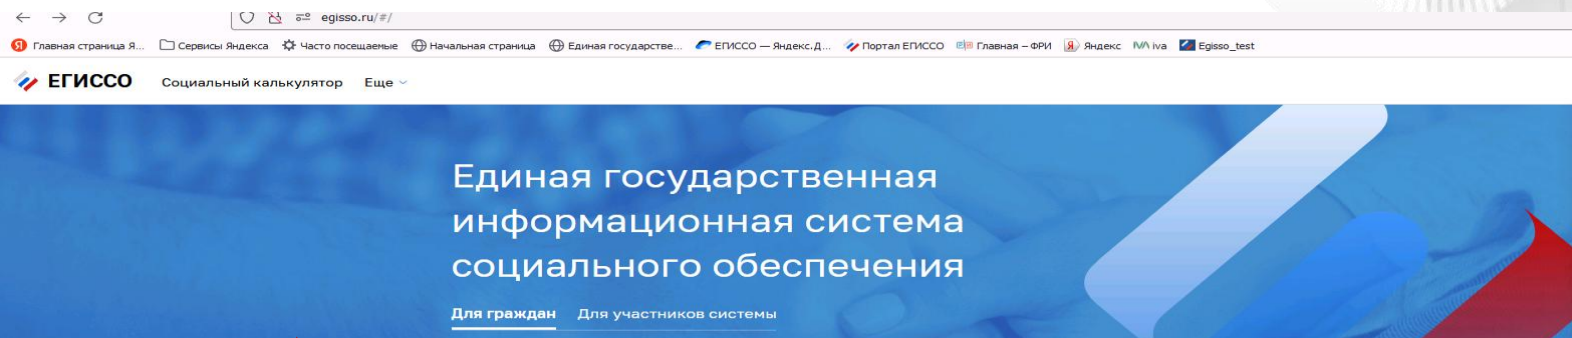 egisso.ru/#/
Главная страница Я... Сервисы Яндекса Часто посещаемые Начальная страница Единая государстве... ЕГИССО — Яндекс.Д... Портал ЕГИССО Главная – ФРИ Яндекс iva Egisso_test
ЕГИССО Социальный калькулятор Еще
Единая государственная
информационная система
социального обеспечения
Для граждан Для участников системы